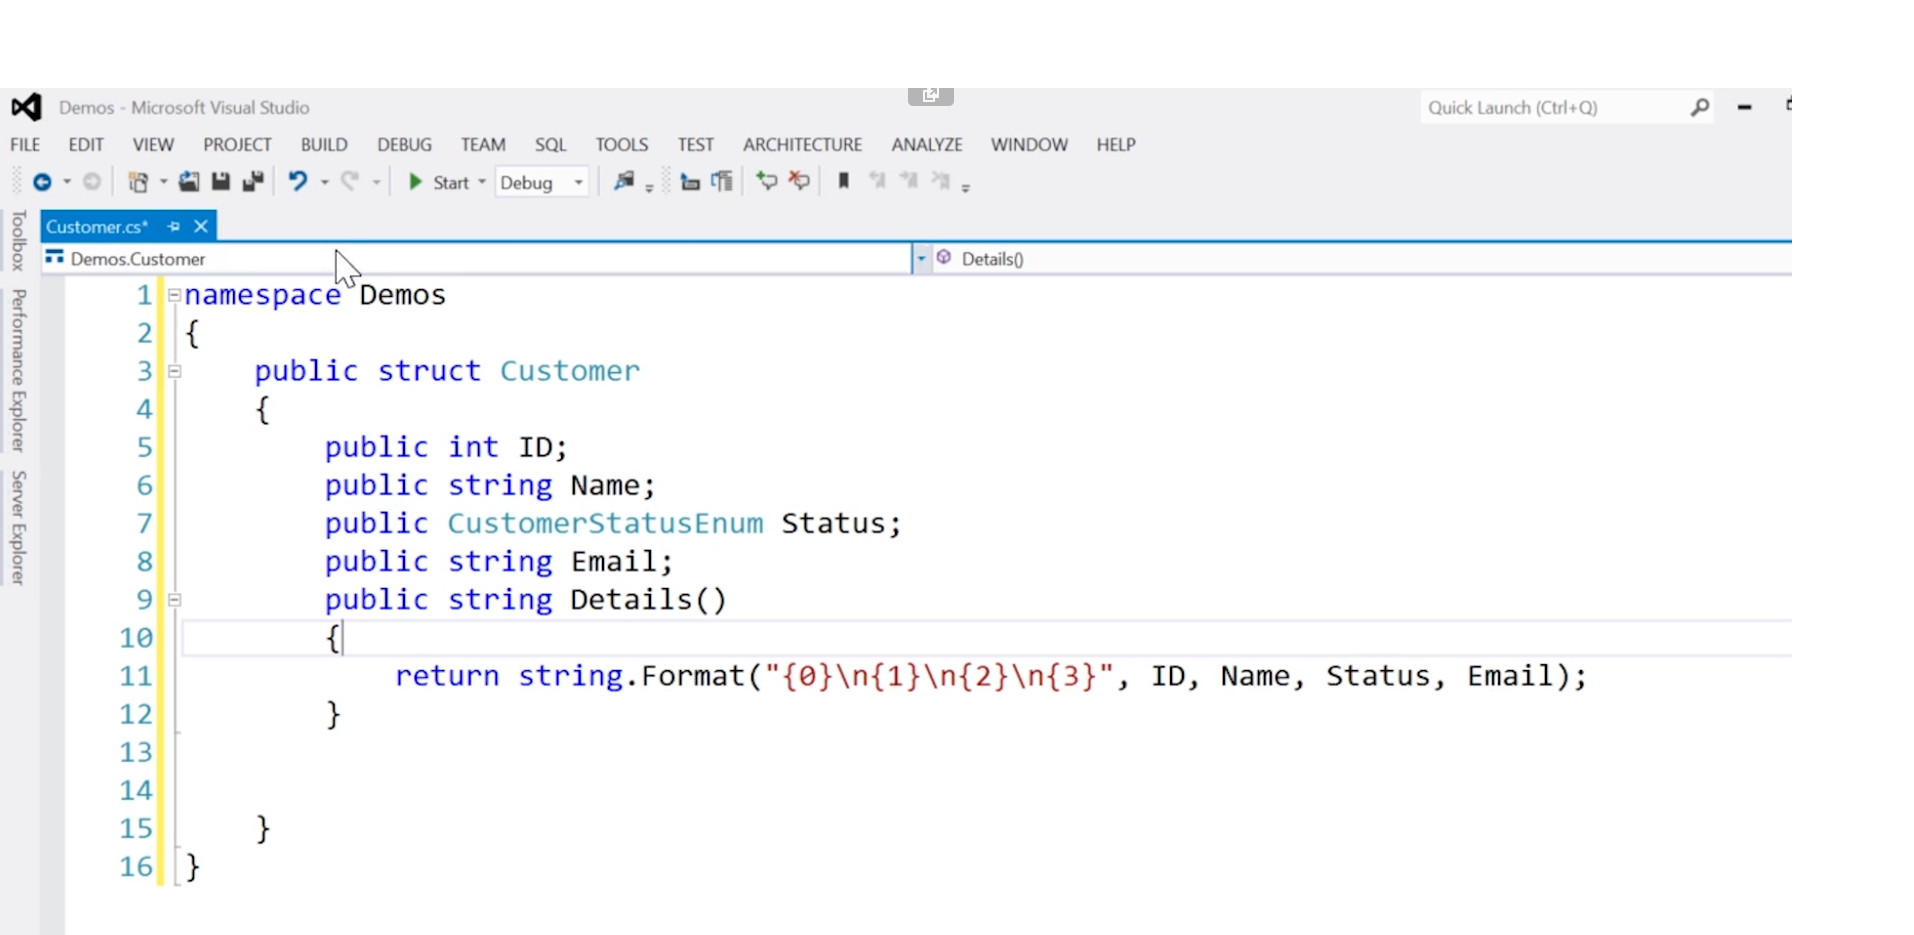 Demos - Microsoft Visual Studio
Quick Launch (Ctrl+Q)
FILE EDIT VIEW PROJECT BUILD DEBUG TEAM SQL TOOLS TEST ARCHITECTURE ANALYZE WINDOW HELP
Start Debug
Toolbox
Performance Explorer
Server Explorer
Customer.cs*
Demos.Customer
Details()
1 namespace Demos
2 {
3 public struct Customer
4 {
5 public int ID;
6 public string Name;
7 public CustomerStatusEnum Status;
8 public string Email;
9 public string Details()
10 {
11 return string.Format("{0}\n{1}\n{2}\n{3}", ID, Name, Status, Email);
12 }
13
14
15 }
16 }